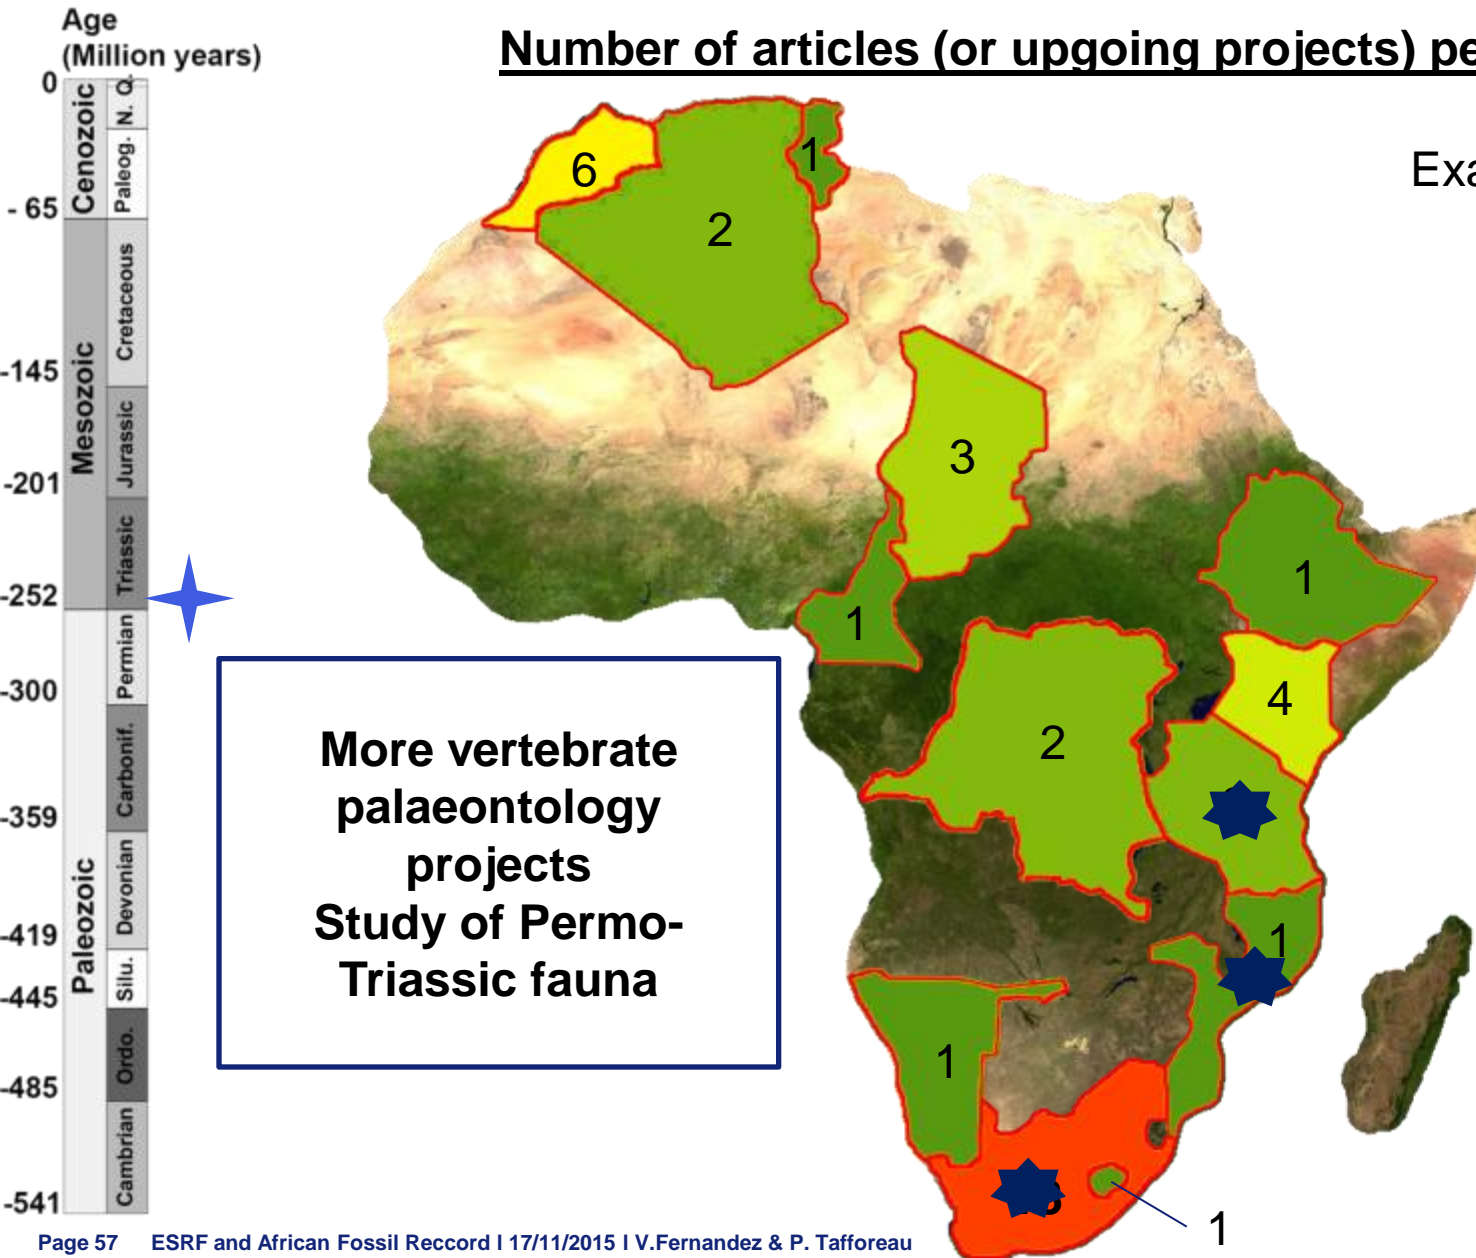 Age
(Million years)
Number of articles (or upgoing projects) pe
Exa
0
- 65
-145
-201
-252
-300
-359
-419
-445
-485
-541
Cenozoic
Mesozoic
Paleozoic
N. Q.
Paleog.
Cretaceous
Jurassic
Triassic
Permian
Carbonif.
Devonian
Silu.
Ordo.
Cambrian
6
2
1
3
1
1
4
2
1
1
1
More vertebrate
palaeontology
projects
Study of Permo-
Triassic fauna
Page 57 ESRF and African Fossil Reccord l 17/11/2015 l V.Fernandez & P. Tafforeau